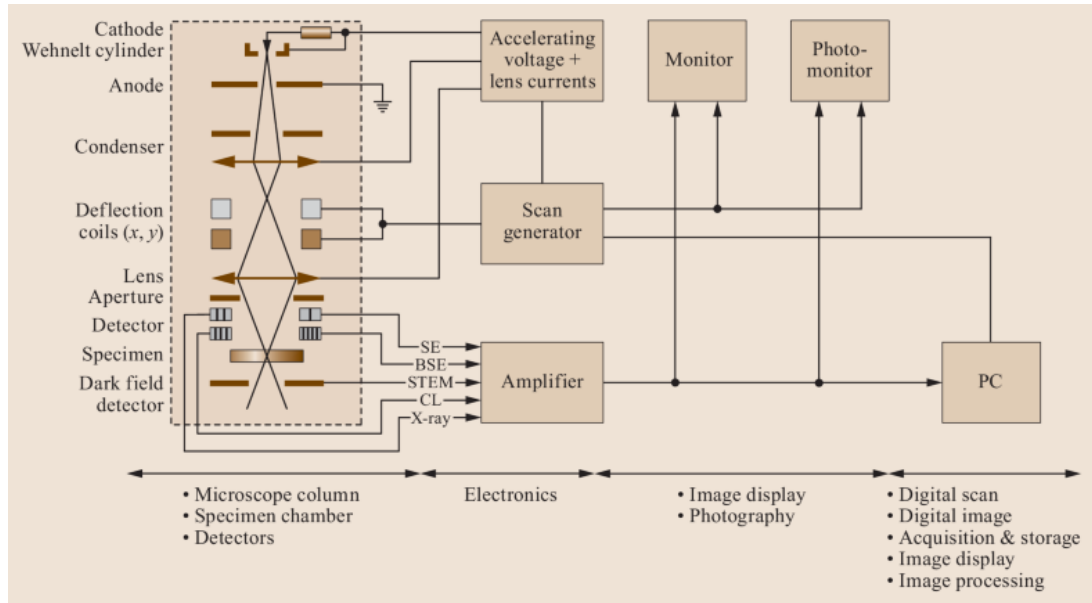 Cathode
Wehnelt cylinder
Anode
Condenser
Deflection
coils (x, y)
Lens
Aperture
Detector
Specimen
Dark field
detector
Accelerating
voltage +
lens currents
Monitor
Photo-
monitor
Scan
generator
SE
BSE
STEM
CL
X-ray
Amplifier
PC
• Microscope column
• Specimen chamber
• Detectors
Electronics
• Image display
• Photography
• Digital scan
• Digital image
• Acquisition & storage
• Image display
• Image processing